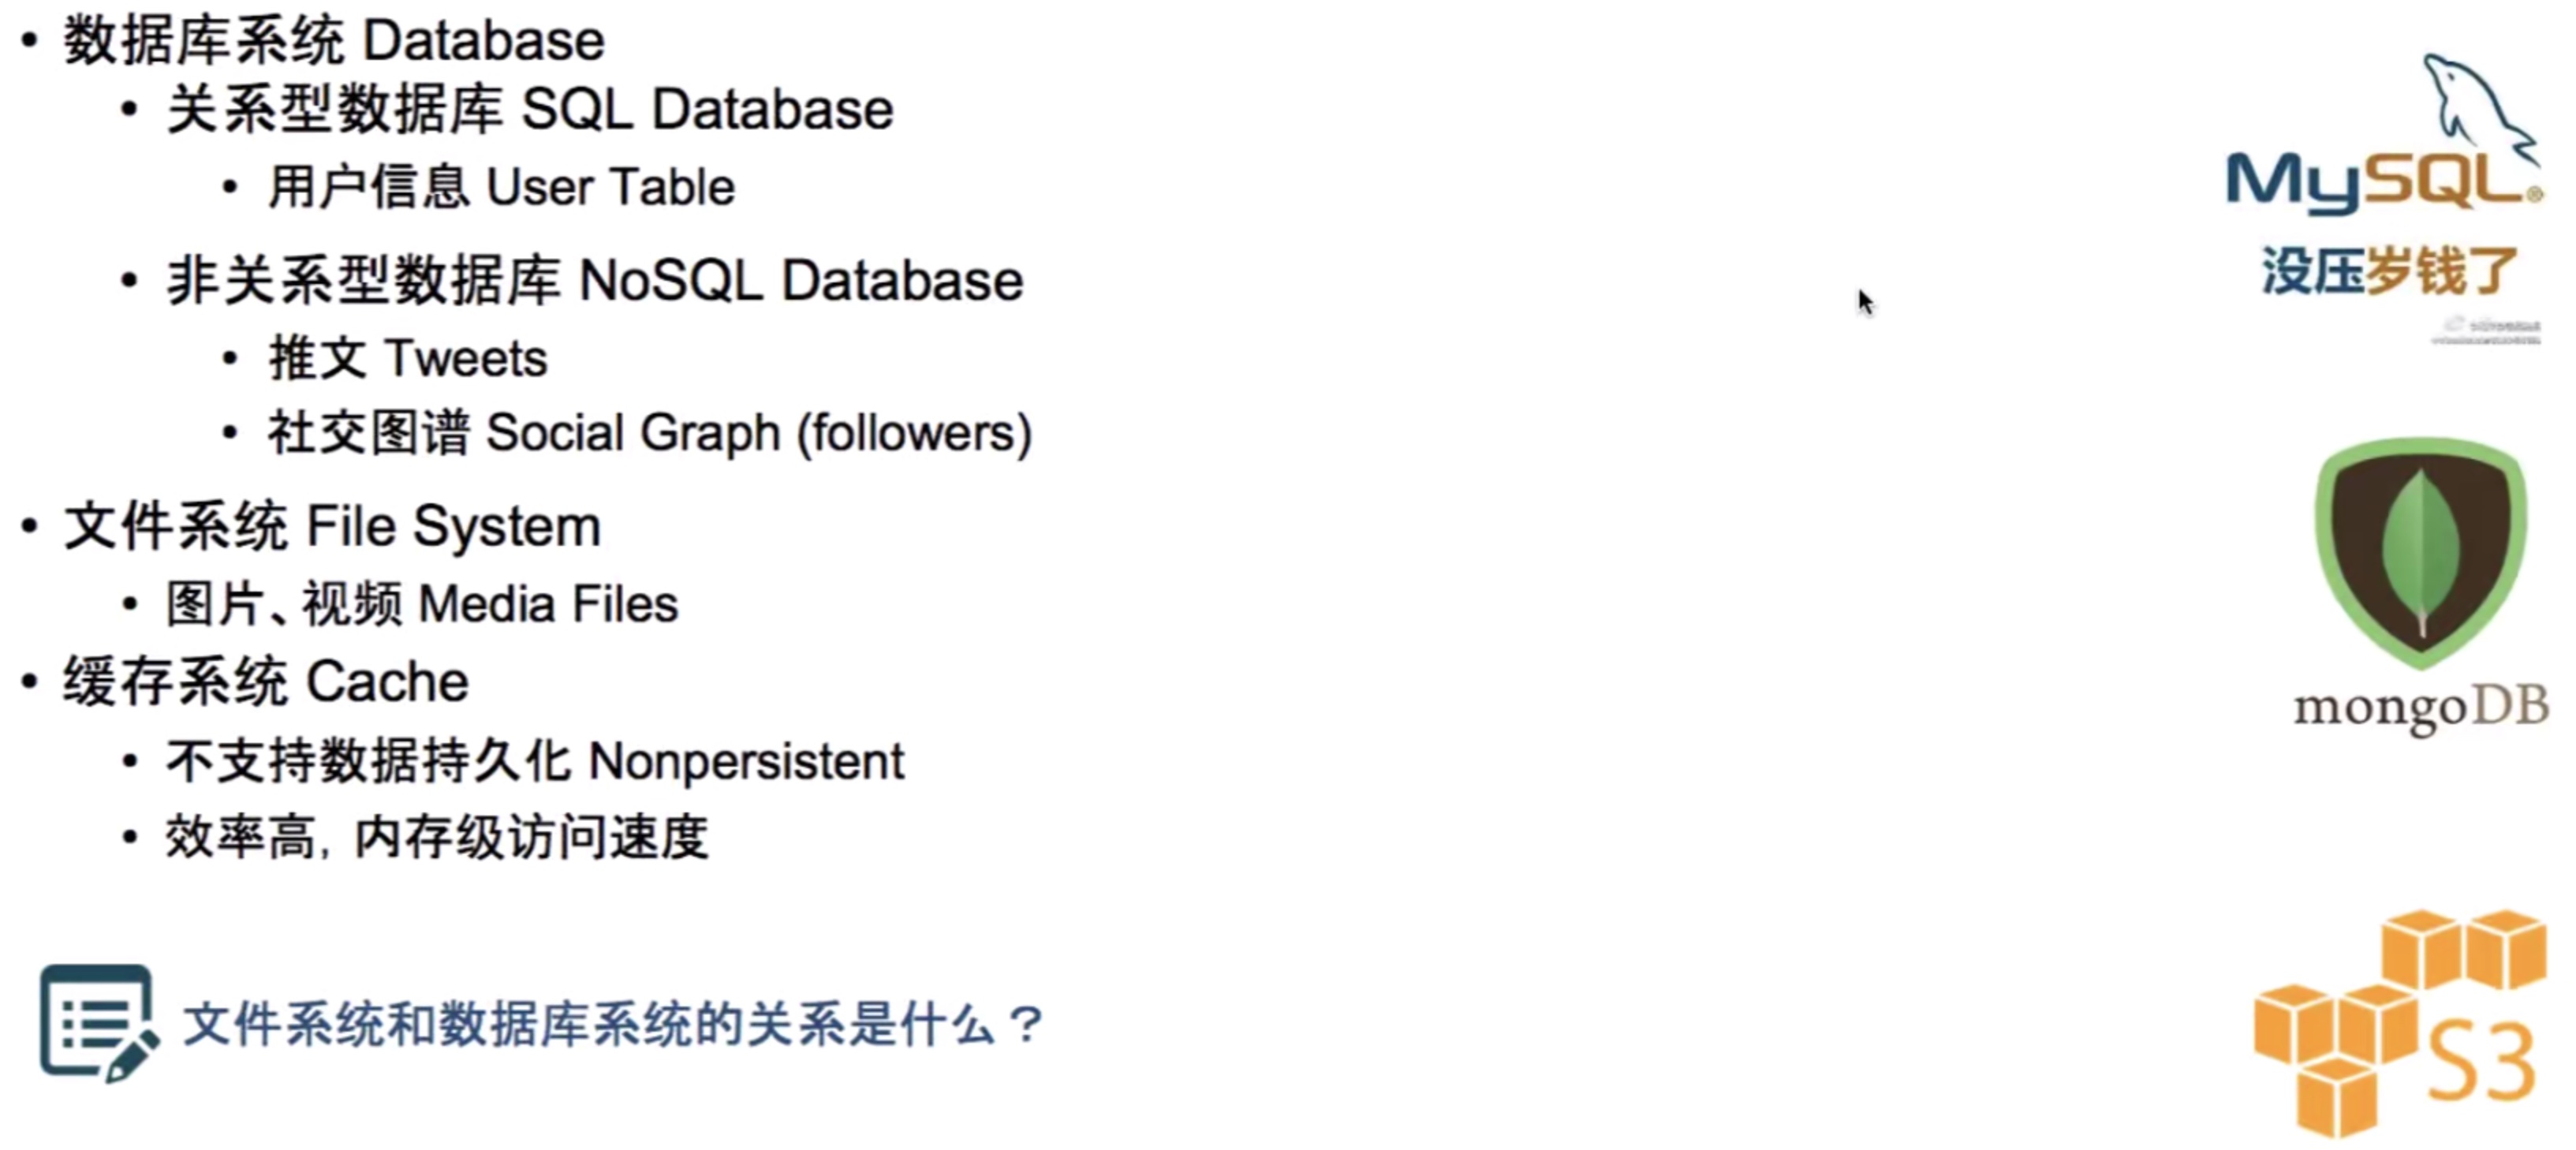 • 数据库系统 Database
• 关系型数据库 SQL Database
• 用户信息 User Table
• 非关系型数据库 NoSQL Database
• 推文 Tweets
• 社交图谱 Social Graph (followers)
• 文件系统 File System
• 图片、视频 Media Files
• 缓存系统 Cache
• 不支持数据持久化 Nonpersistent
• 效率高, 内存级访问速度
文件系统和数据库系统的关系是什么？
MySQL®
没压岁钱了
mongoDB
S3